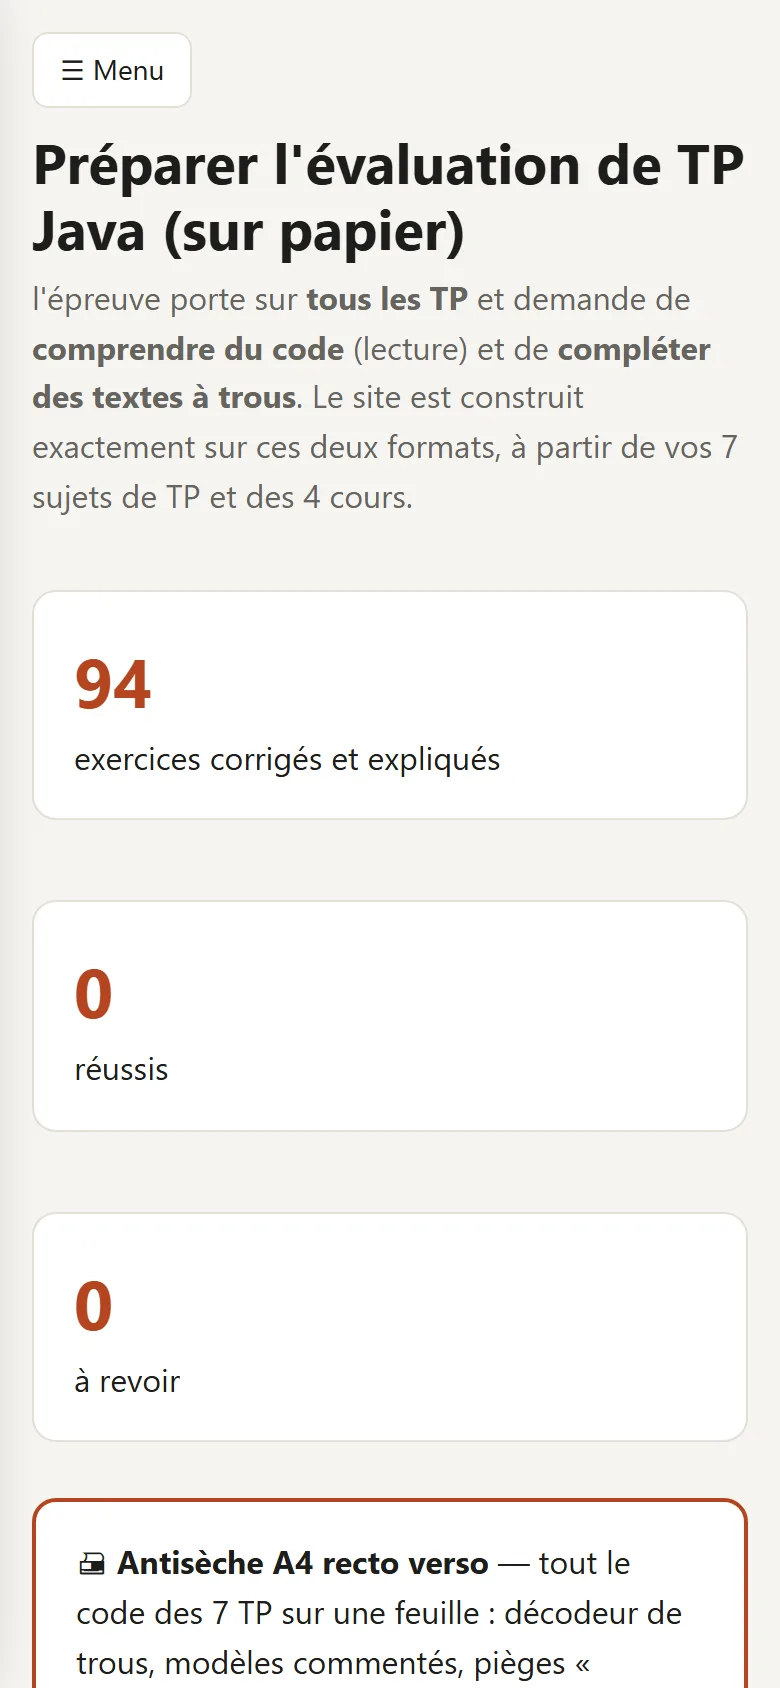 ☰ Menu
Préparer l'évaluation de TP
Java (sur papier)
l'épreuve porte sur tous les TP et demande de
comprendre du code (lecture) et de compléter
des textes à trous. Le site est construit
exactement sur ces deux formats, à partir de vos 7
sujets de TP et des 4 cours.
94
exercices corrigés et expliqués
0
réussis
0
à revoir
🖨 Antisèche A4 recto verso — tout le
code des 7 TP sur une feuille : décodeur de
trous, modèles commentés, pièges «